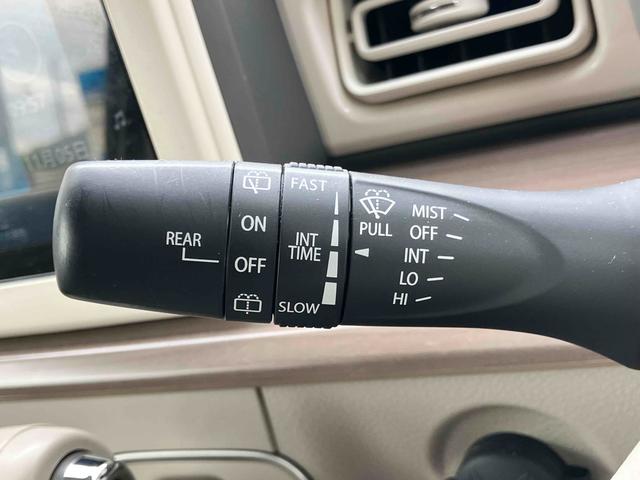 REAR
ON
OFF
FAST
INT
TIME
SLOW
PULL
MIST
OFF
INT
LO
HI